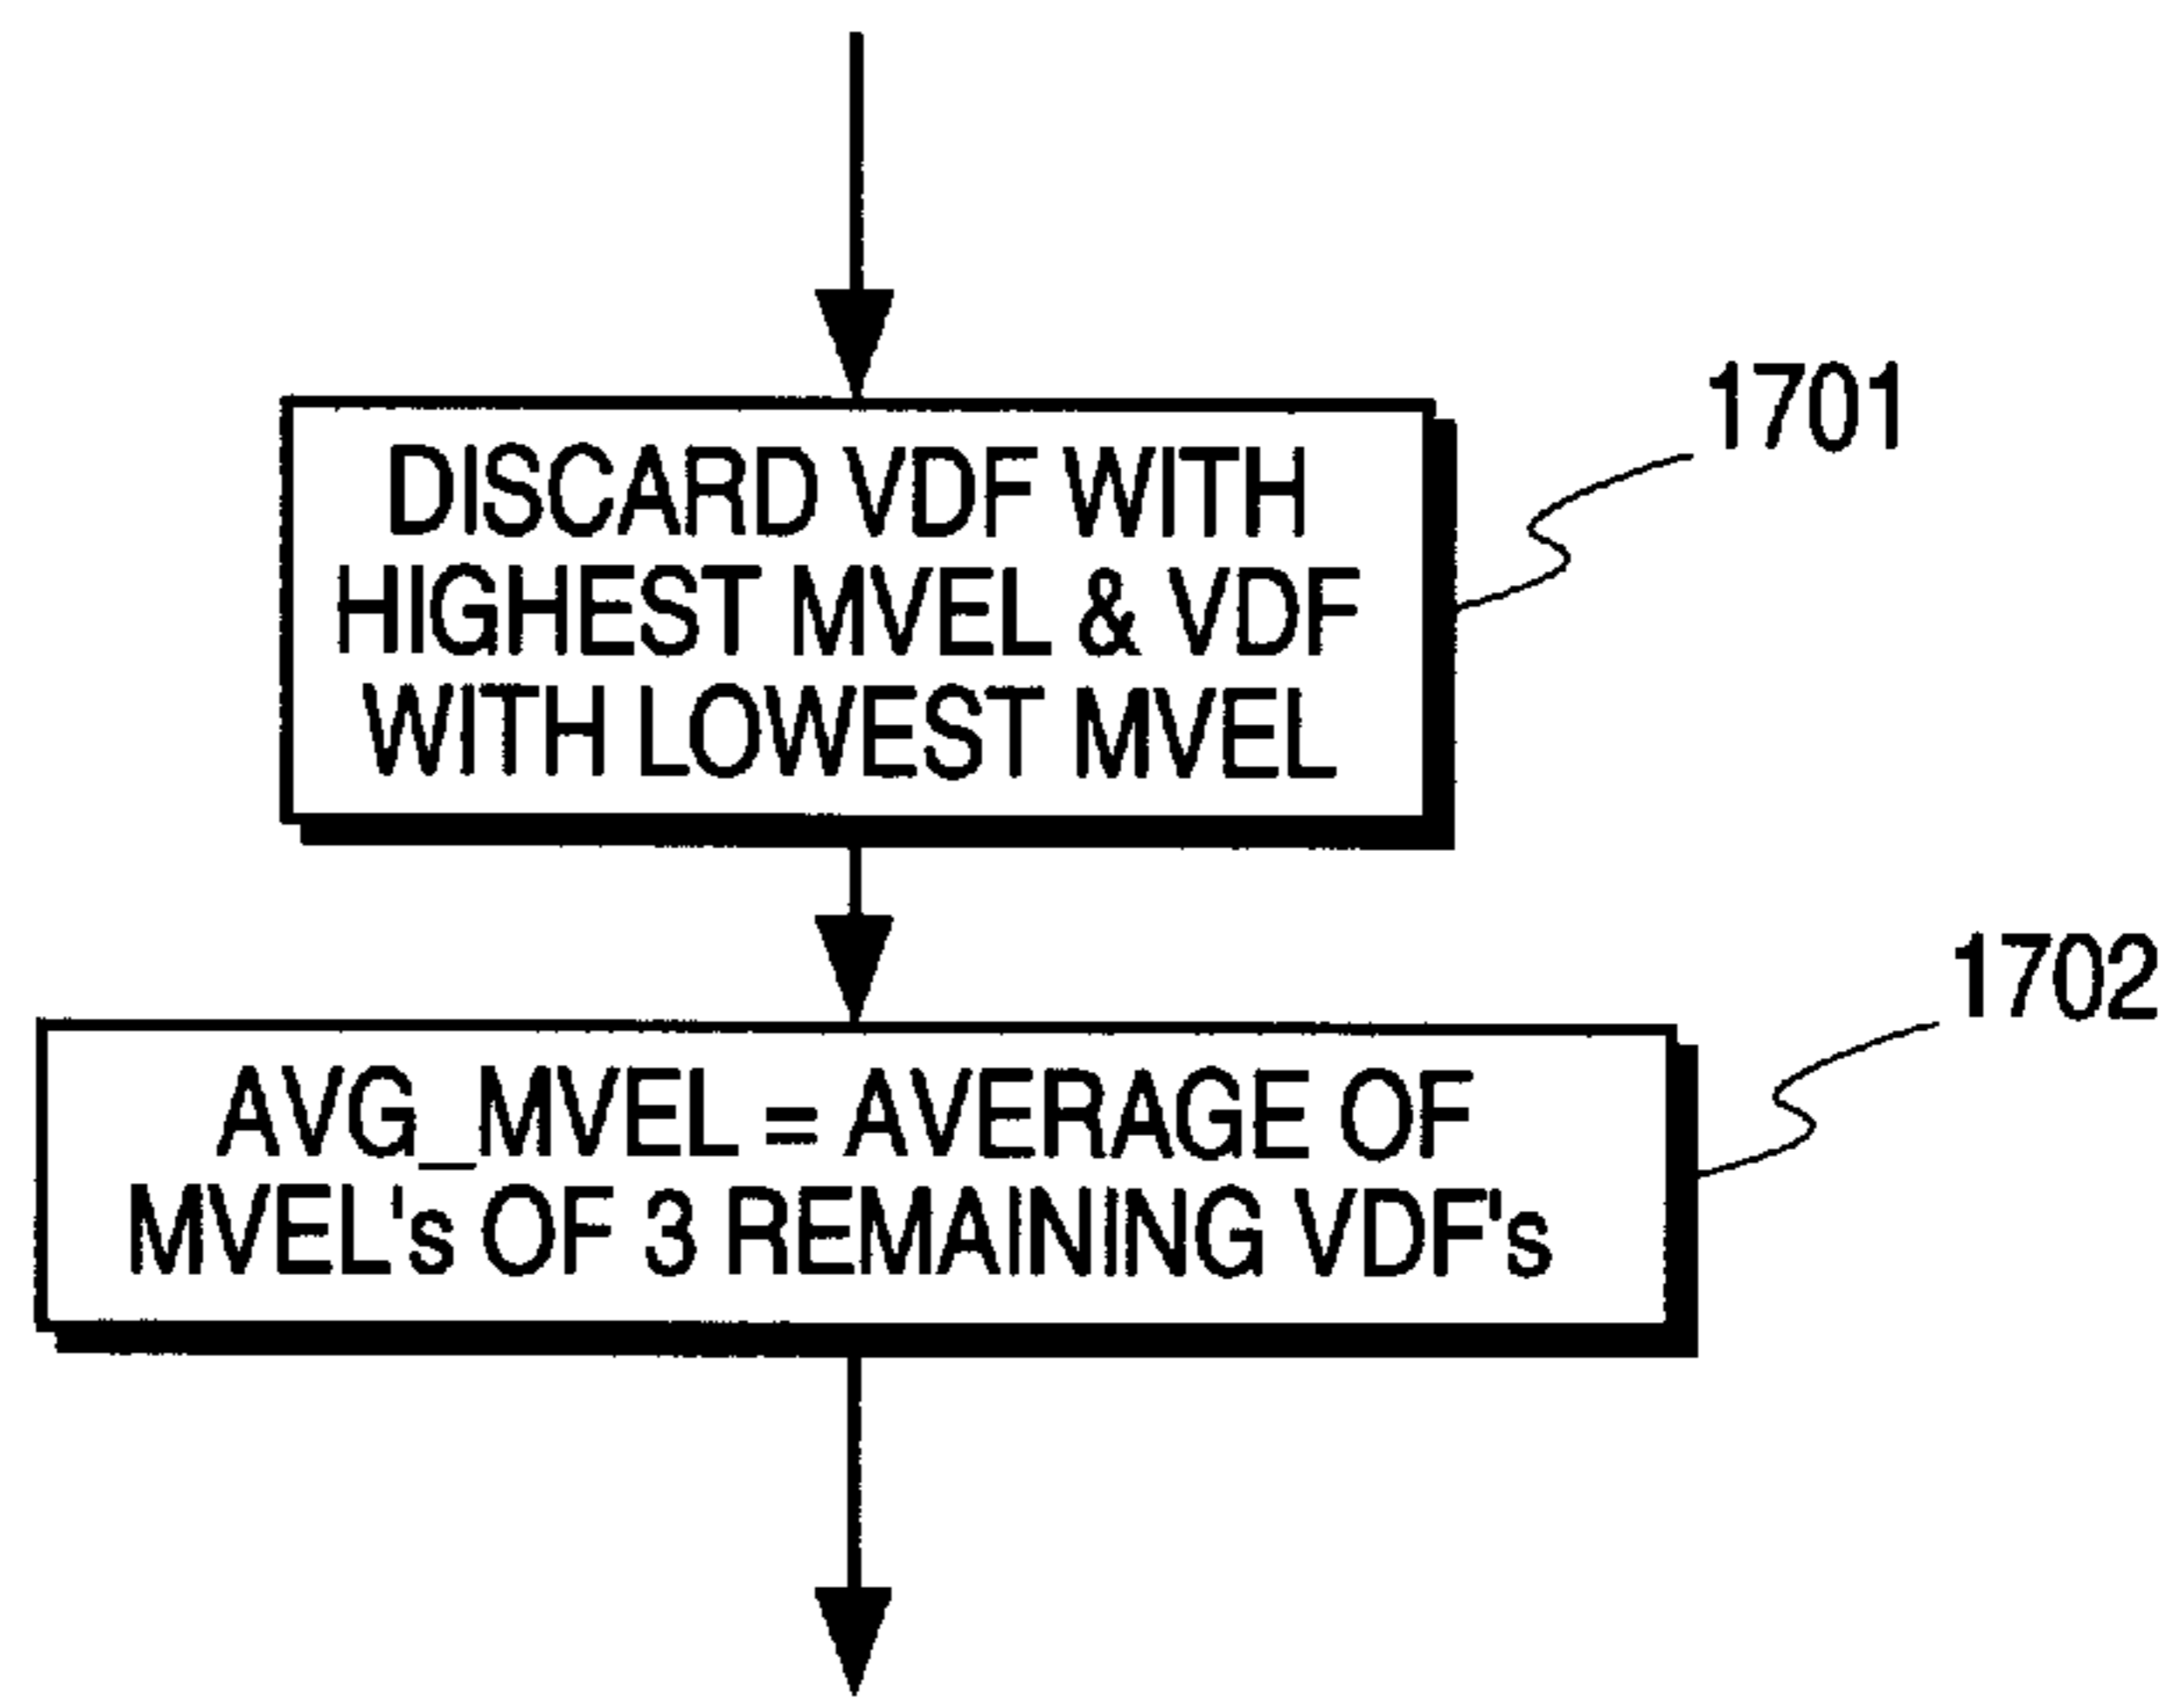 1701
DISCARD VDF WITH
HIGHEST MVEL & VDF
WITH LOWEST MVEL
1702
AVG_MVEL = AVERAGE OF
MVEL's OF 3 REMAINING VDF's